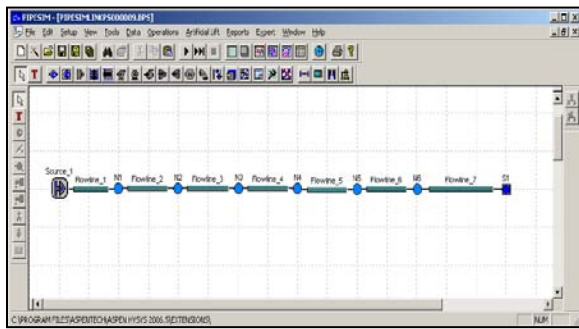 PIPESIM - [PIPESIMLINKPS000009.BPS]
File Edit Setup View Tools Data Operations Artificial Lift Reports Expert Window Help
T
T
Source_1 Flowline_1 N1 Flowline_2 N2 Flowline_3 N3 Flowline_4 N4 Flowline_5 N5 Flowline_6 N6 Flowline_7 S1
C:\PROGRAM FILES\ASPENTECH\ASPEN HYSYS 2006.5\EXTENSIONS\
NUM